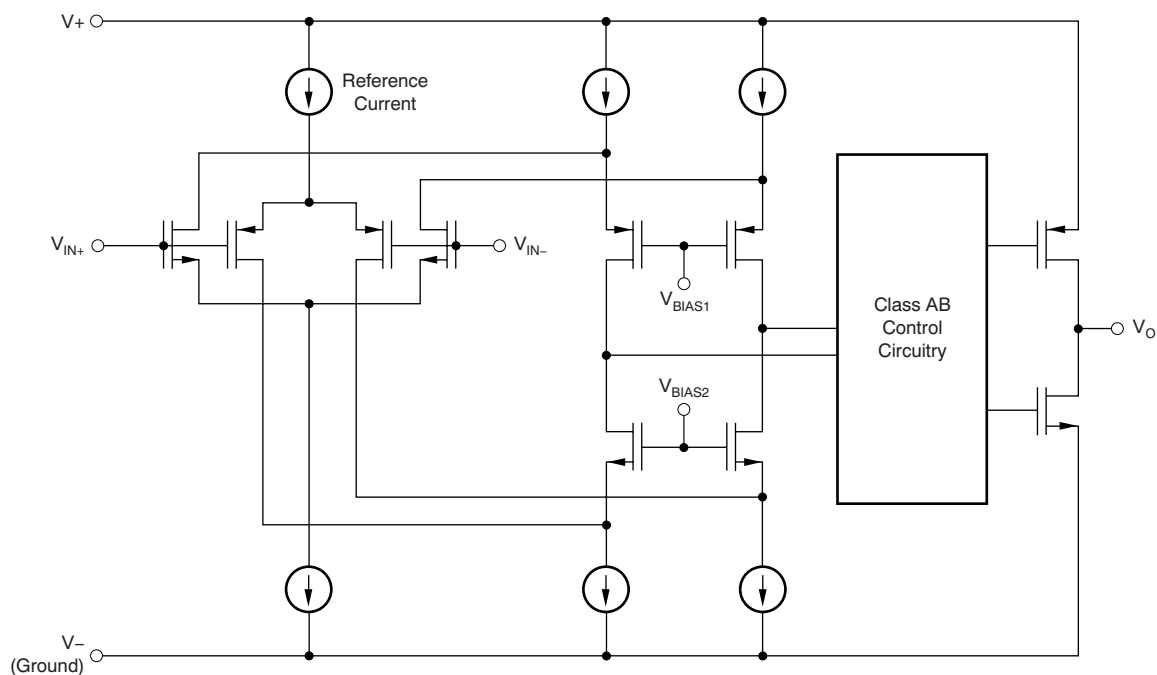 V+
Reference
Current
V_IN+
V_IN−
V_BIAS1
Class AB
Control
Circuitry
V_O
V_BIAS2
V−
(Ground)